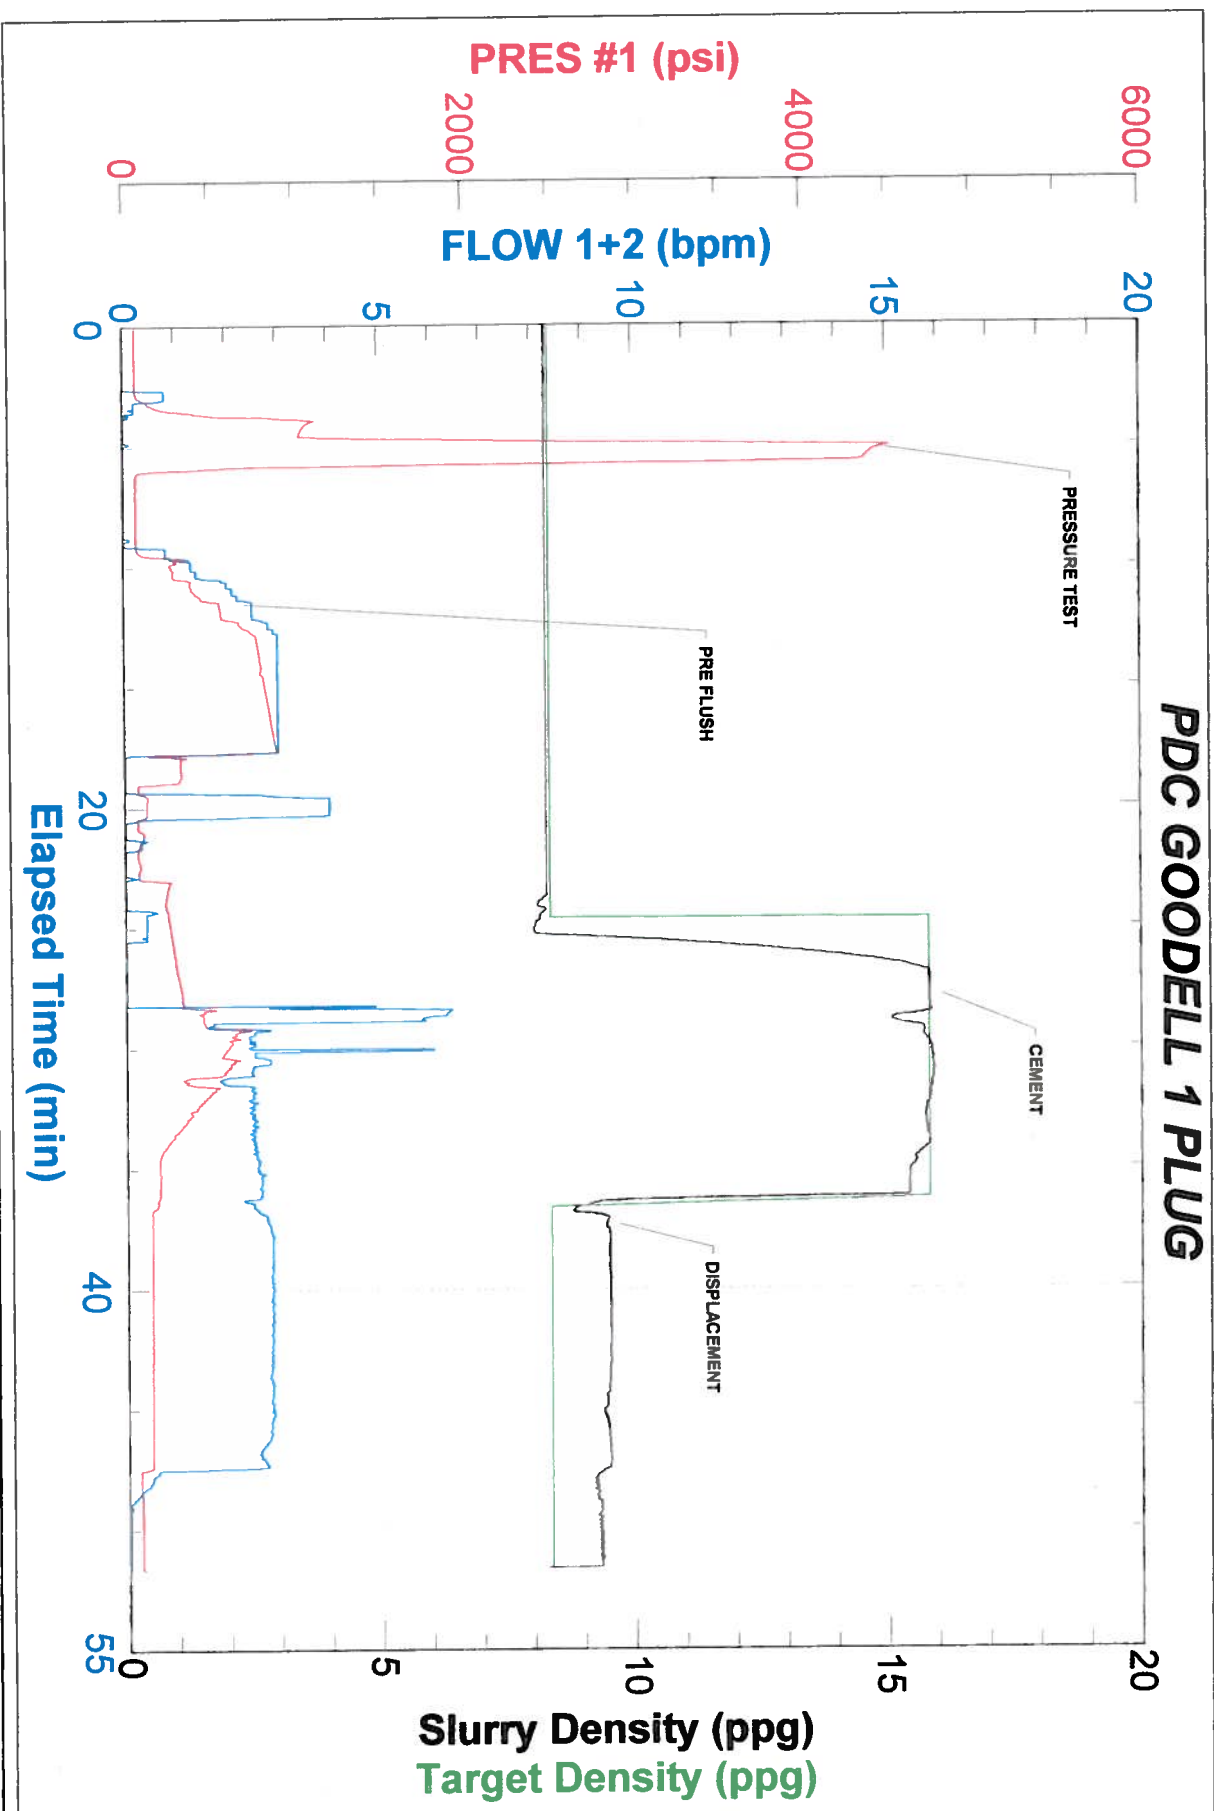 PDC GOODELL 1 PLUG
PRES #1 (psi)
6000
4000
2000
0
FLOW 1+2 (bpm)
20
15
10
5
0
PRESSURE TEST
PRE FLUSH
CEMENT
DISPLACEMENT
0
20
40
55
Elapsed Time (min)
20
15
10
5
0
Slurry Density (ppg)
Target Density (ppg)